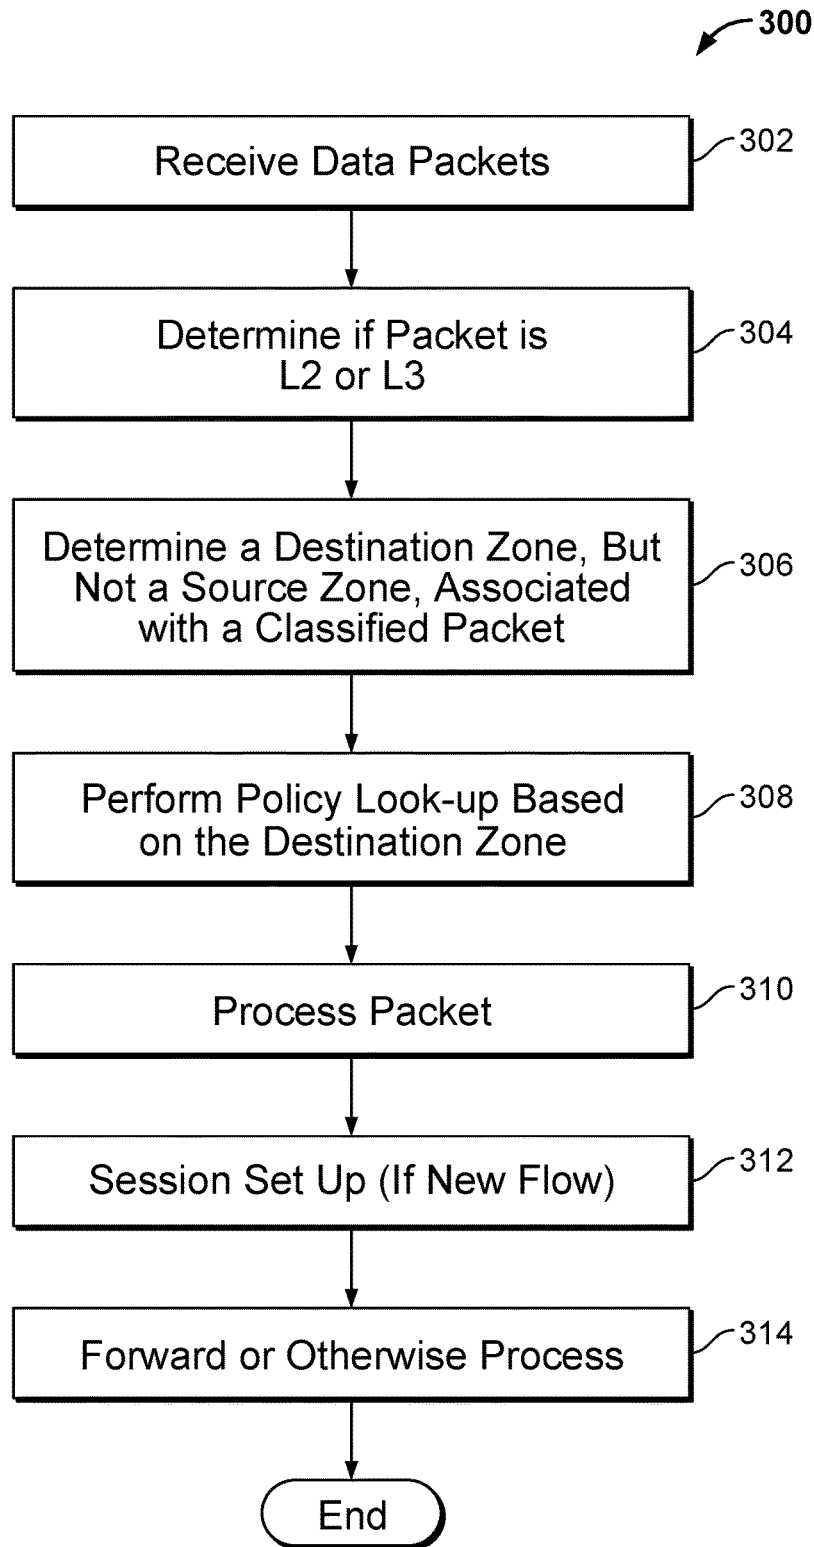 300
Receive Data Packets
302
Determine if Packet is
L2 or L3
304
Determine a Destination Zone, But
Not a Source Zone, Associated
with a Classified Packet
306
Perform Policy Look-up Based
on the Destination Zone
308
Process Packet
310
Session Set Up (If New Flow)
312
Forward or Otherwise Process
314
End